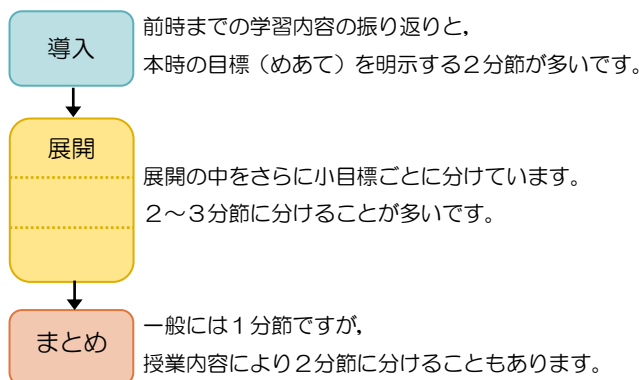 導入
前時までの学習内容の振り返りと,
本時の目標（めあて）を明示する２分節が多いです。
展開
展開の中をさらに小目標ごとに分けています。
２～３分節に分けることが多いです。
まとめ
一般には１分節ですが,
授業内容により２分節に分けることもあります。